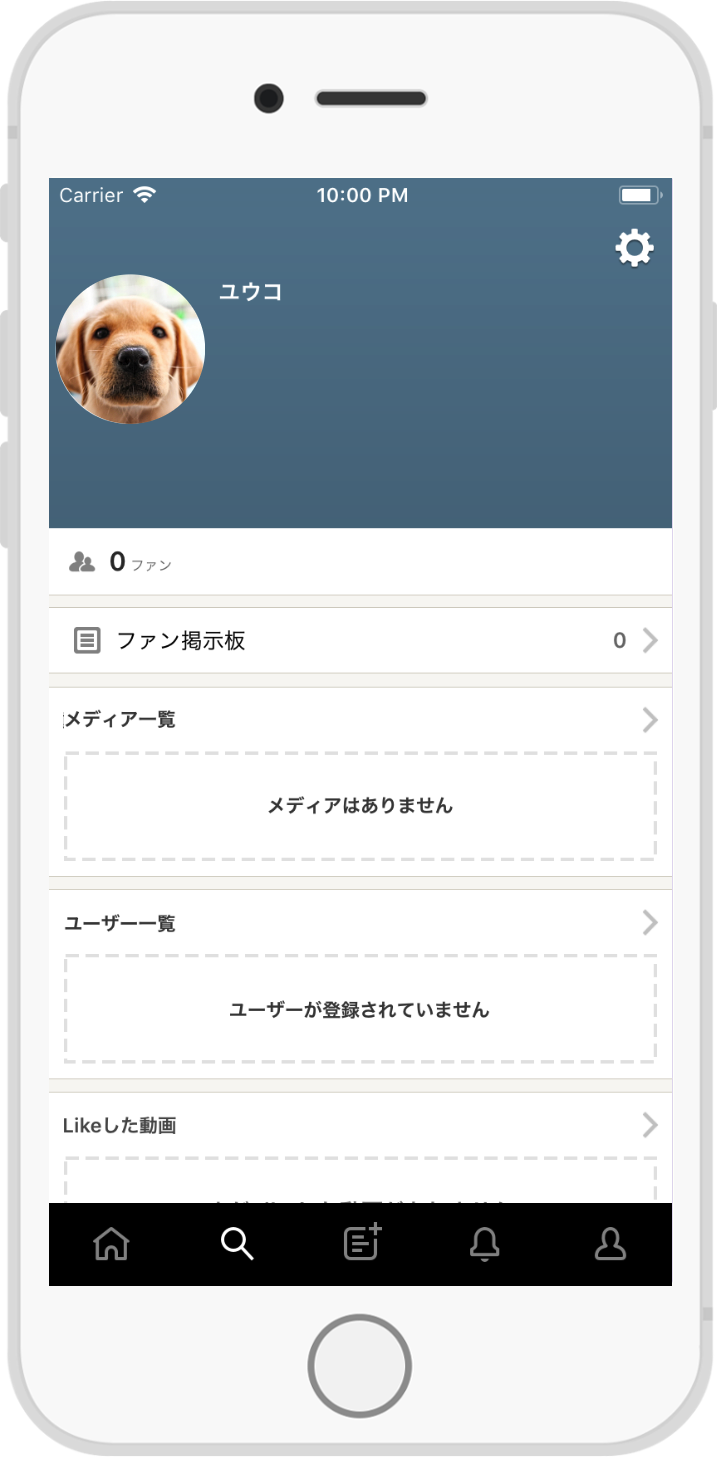 Carrier 10:00 PM
ユウコ
0 ファン
ファン掲示板 0
メディア一覧
メディアはありません
ユーザー一覧
ユーザーが登録されていません
Likeした動画